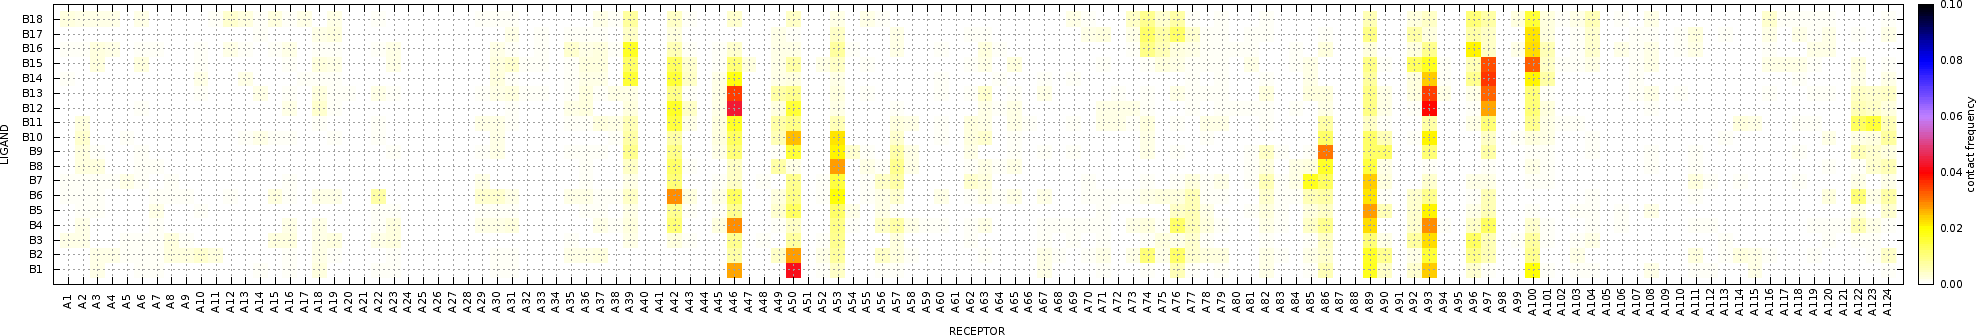 B18
B17
B16
B15
B14
B13
B12
B11
B10
B9
B8
B7
B6
B5
B4
B3
B2
B1
LIGAND
A1 A2 A3 A4 A5 A6 A7 A8 A9 A10 A11 A12 A13 A14 A15 A16 A17 A18 A19 A20 A21 A22 A23 A24 A25 A26 A27 A28 A29 A30 A31 A32 A33 A34 A35 A36 A37 A38 A39 A40 A41 A42 A43 A44 A45 A46 A47 A48 A49 A50 A51 A52 A53 A54 A55 A56 A57 A58 A59 A60 A61 A62 A63 A64 A65 A66 A67 A68 A69 A70 A71 A72 A73 A74 A75 A76 A77 A78 A79 A80 A81 A82 A83 A84 A85 A86 A87 A88 A89 A90 A91 A92 A93 A94 A95 A96 A97 A98 A99 A100 A101 A102 A103 A104 A105 A106 A107 A108 A109 A110 A111 A112 A113 A114 A115 A116 A117 A118 A119 A120 A121 A122 A123 A124
RECEPTOR
0.10
0.08
0.06
0.04
0.02
0.00
contact frequency